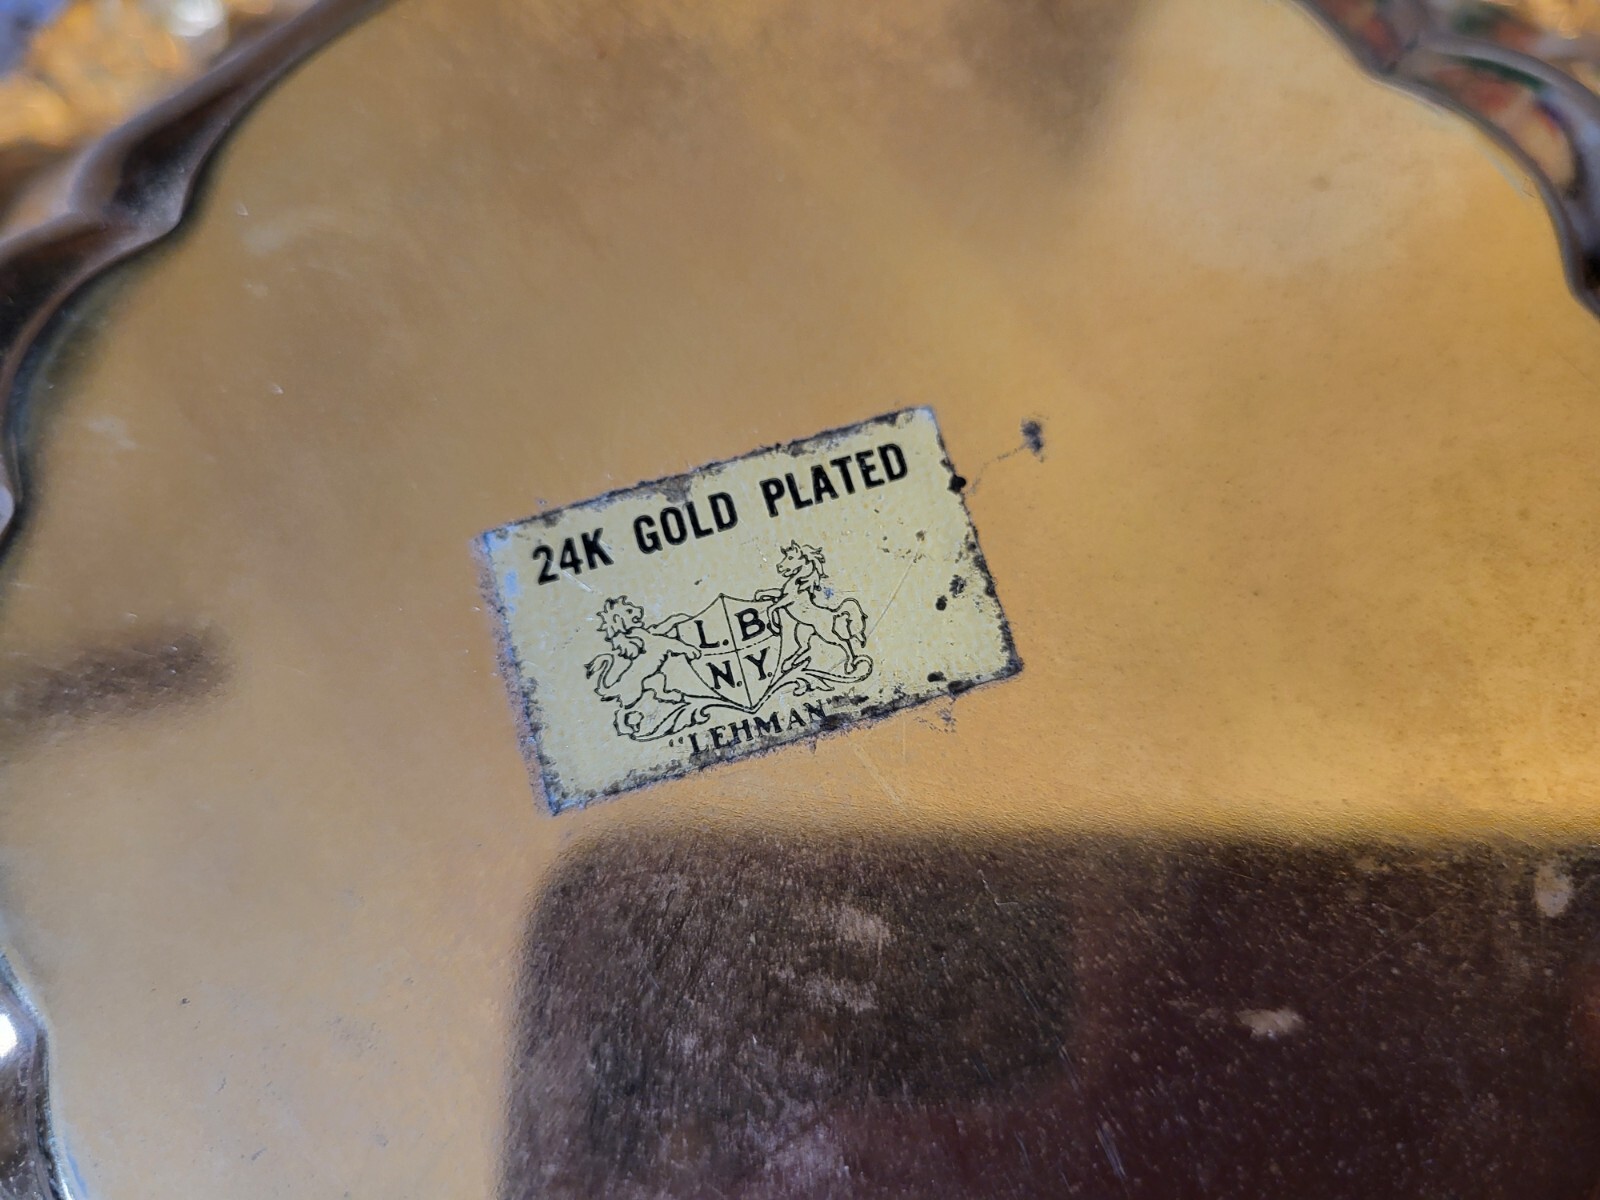 24K GOLD PLATED
L. B.
N. Y.
"LEHMAN"